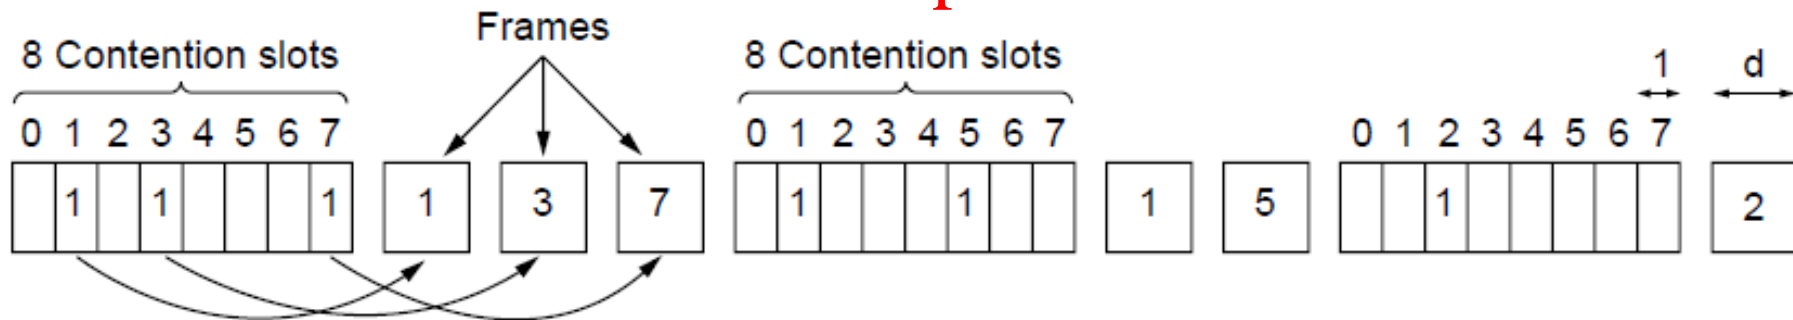 Frames
8 Contention slots 8 Contention slots 1 d
0 1 2 3 4 5 6 7 0 1 2 3 4 5 6 7 0 1 2 3 4 5 6 7
1 1 1 1 3 7 1 1 1 5 1 2